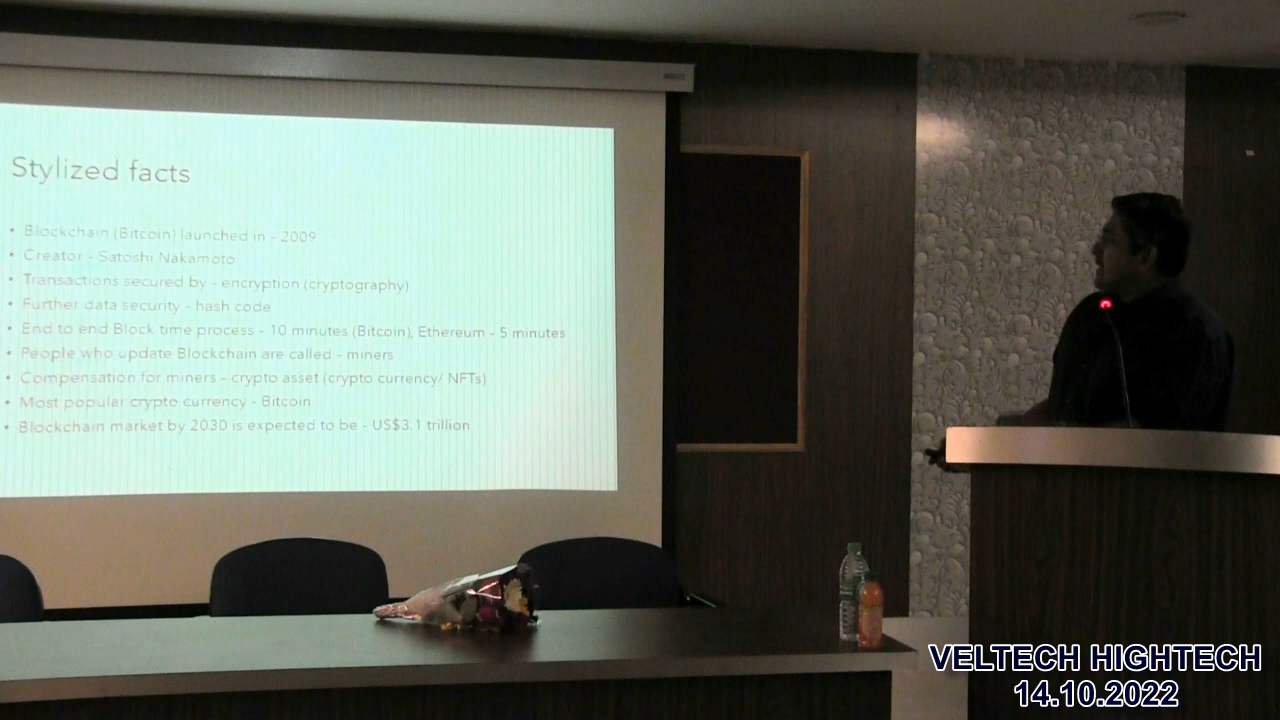 Stylized facts
• Blockchain (Bitcoin) launched in - 2009
• Creator - Satoshi Nakamoto
• Transactions secured by - encryption (cryptography)
• Further data security - hash code
• End to end Block time process - 10 minutes (Bitcoin), Ethereum - 5 minutes
• People who update Blockchain are called - miners
• Compensation for miners - crypto asset (crypto currency/ NFTs)
• Most popular crypto currency - Bitcoin
• Blockchain market by 2030 is expected to be - US$3.1 trillion
VELTECH HIGHTECH
14.10.2022